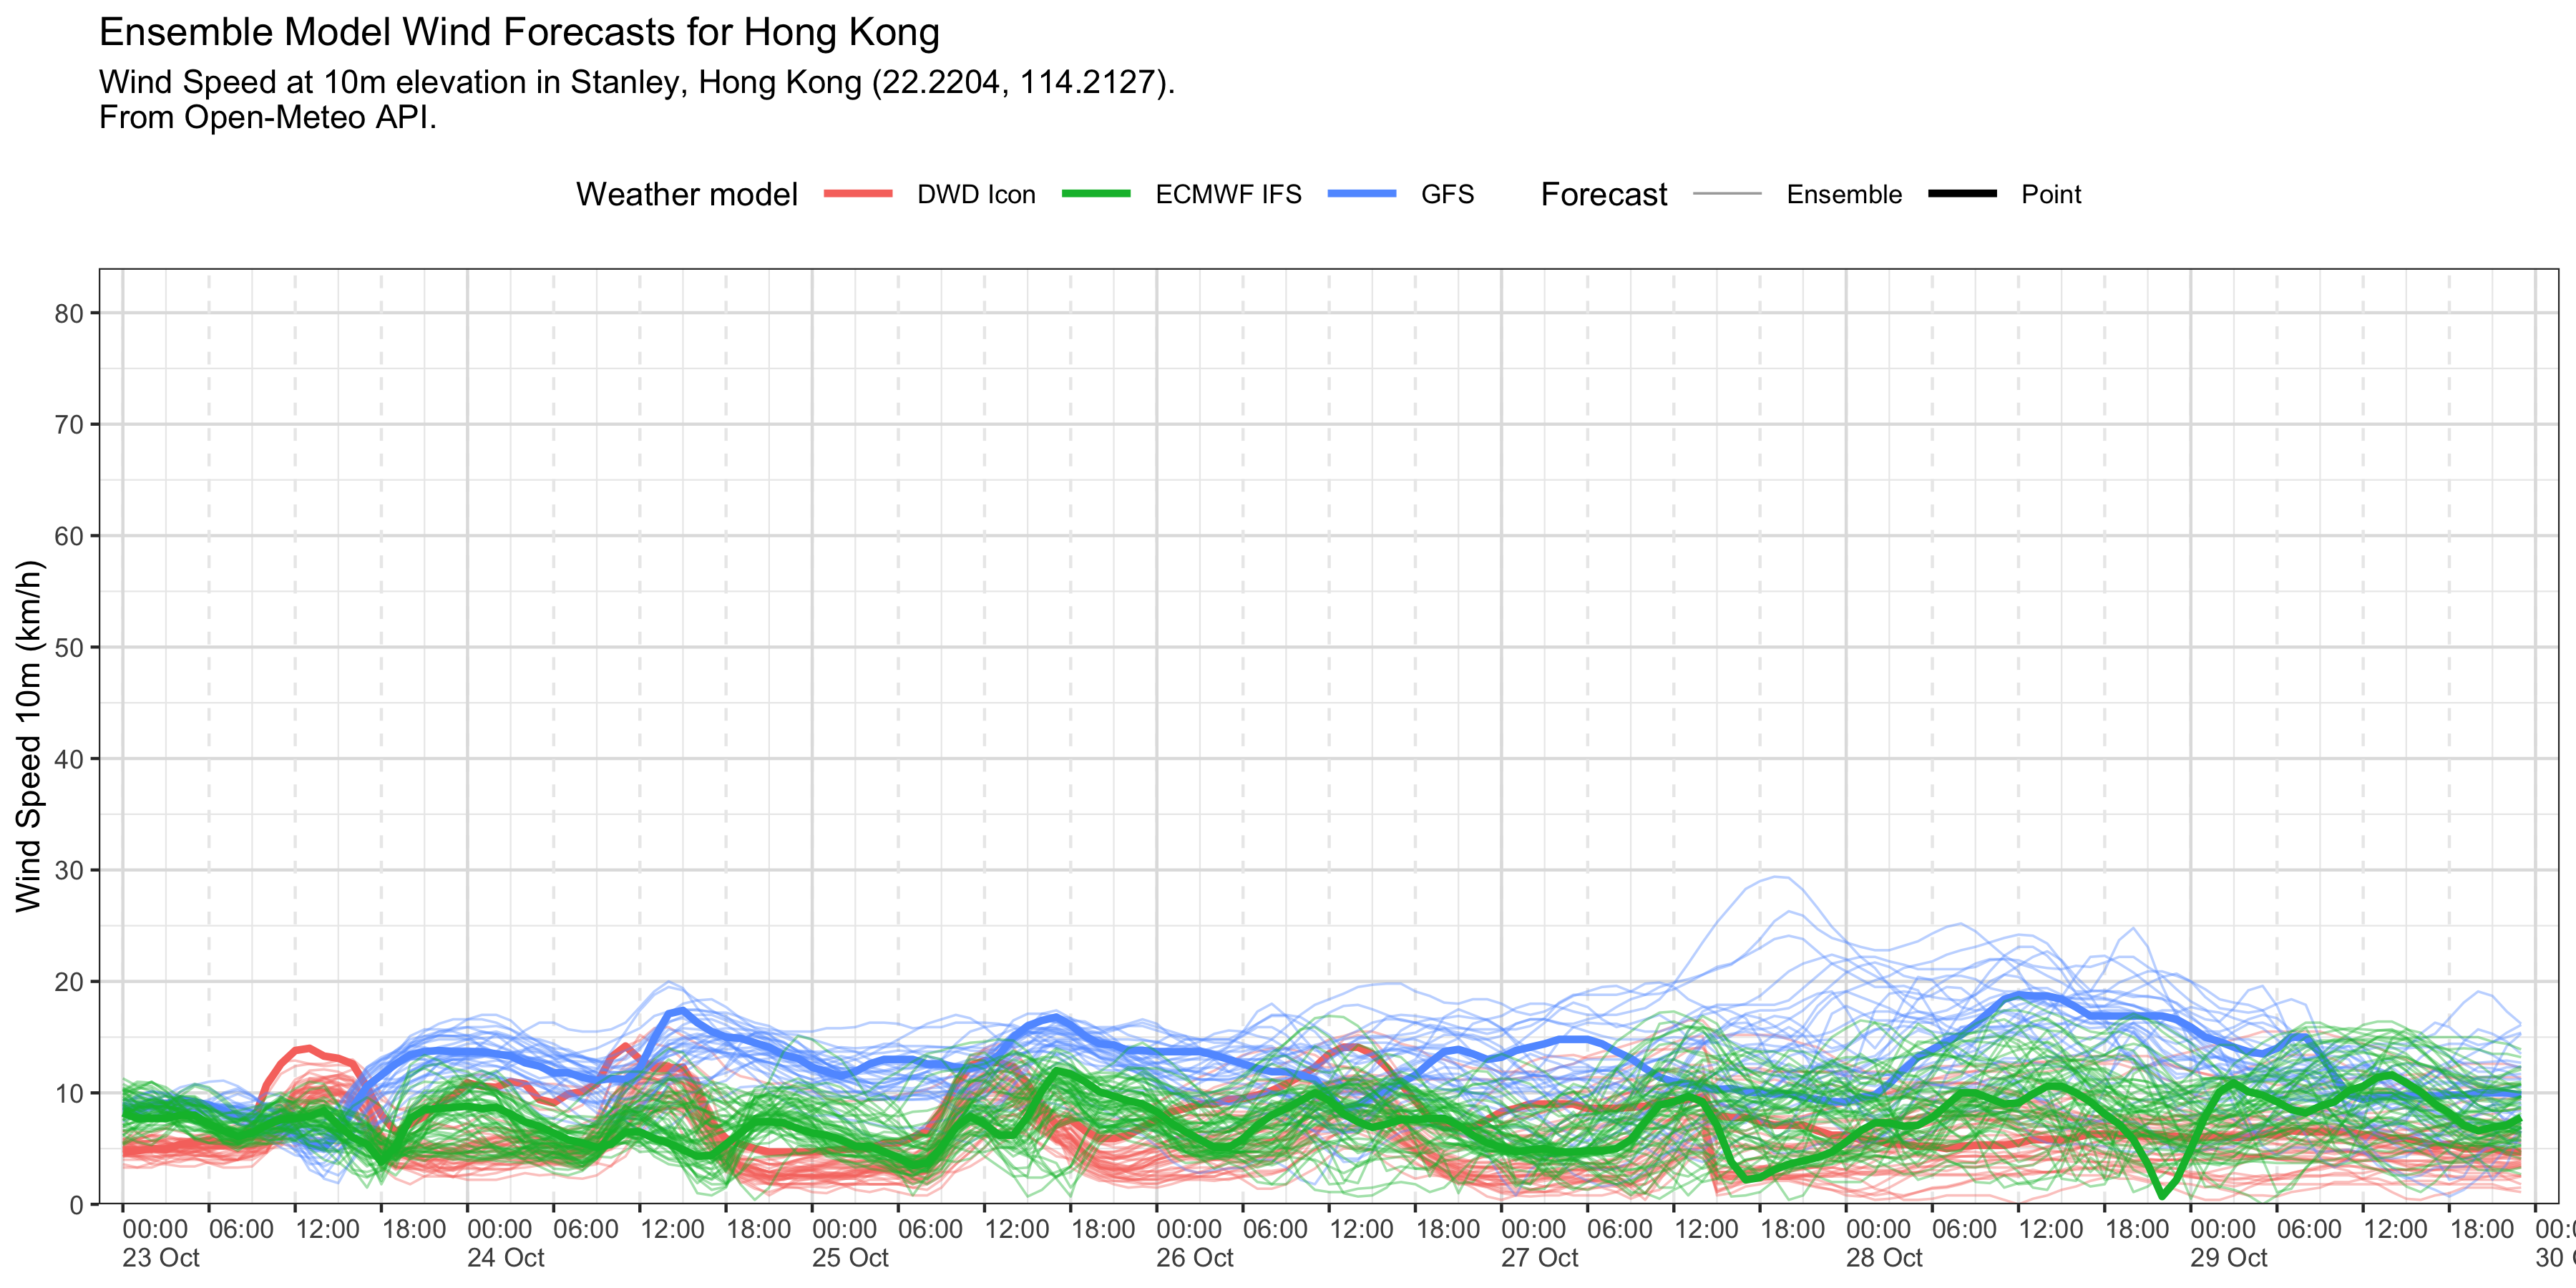 Ensemble Model Wind Forecasts for Hong Kong
Wind Speed at 10m elevation in Stanley, Hong Kong (22.2204, 114.2127).
From Open-Meteo API.
Weather model DWD Icon ECMWF IFS GFS Forecast Ensemble Point
Wind Speed 10m (km/h)
80
70
60
50
40
30
20
10
0
00:00 06:00 12:00 18:00 00:00 06:00 12:00 18:00 00:00 06:00 12:00 18:00 00:00 06:00 12:00 18:00 00:00 06:00 12:00 18:00 00:00 06:00 12:00 18:00 00:00 06:00 12:00 18:00
23 Oct 24 Oct 25 Oct 26 Oct 27 Oct 28 Oct 29 Oct 30